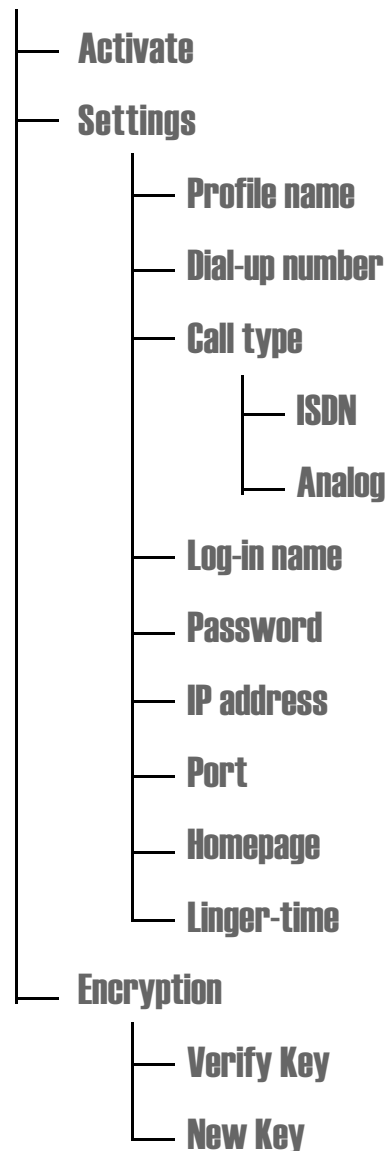 Activate
Settings
Profile name
Dial-up number
Call type
ISDN
Analog
Log-in name
Password
IP address
Port
Homepage
Linger-time
Encryption
Verify Key
New Key